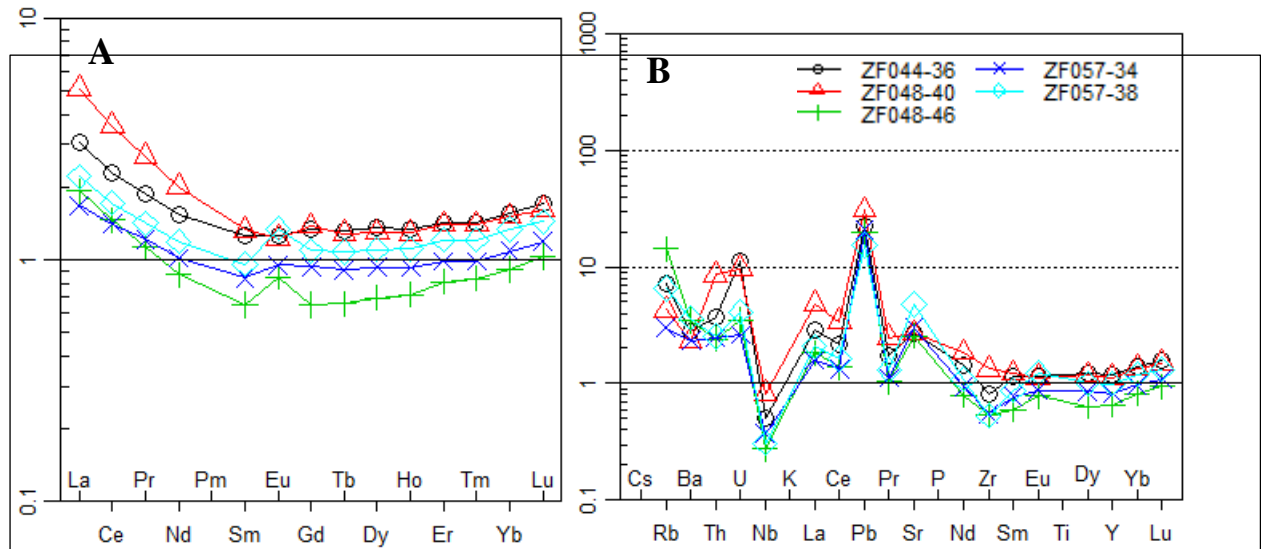 A
10
1
0.1
La Pr Pm Eu Tb Ho Tm Lu
Ce Nd Sm Gd Dy Er Yb
B
1000
100
10
1
0.1
ZF044-36 ZF057-34
ZF048-40 ZF057-38
ZF048-46
Cs Ba Th U Nb K La Ce Pb Pr Sr P Nd Zr Sm Eu Ti Dy Y Yb Lu
Rb